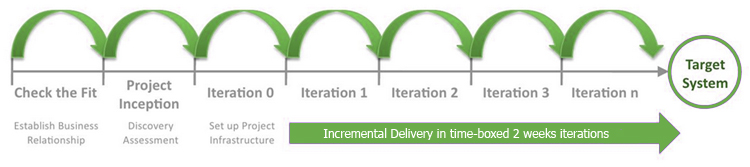 Check the Fit
Project
Inception
Iteration 0
Iteration 1
Iteration 2
Iteration 3
Iteration n
Target
System
Establish Business
Relationship
Discovery
Assessment
Set up Project
Infrastructure
Incremental Delivery in time-boxed 2 weeks iterations